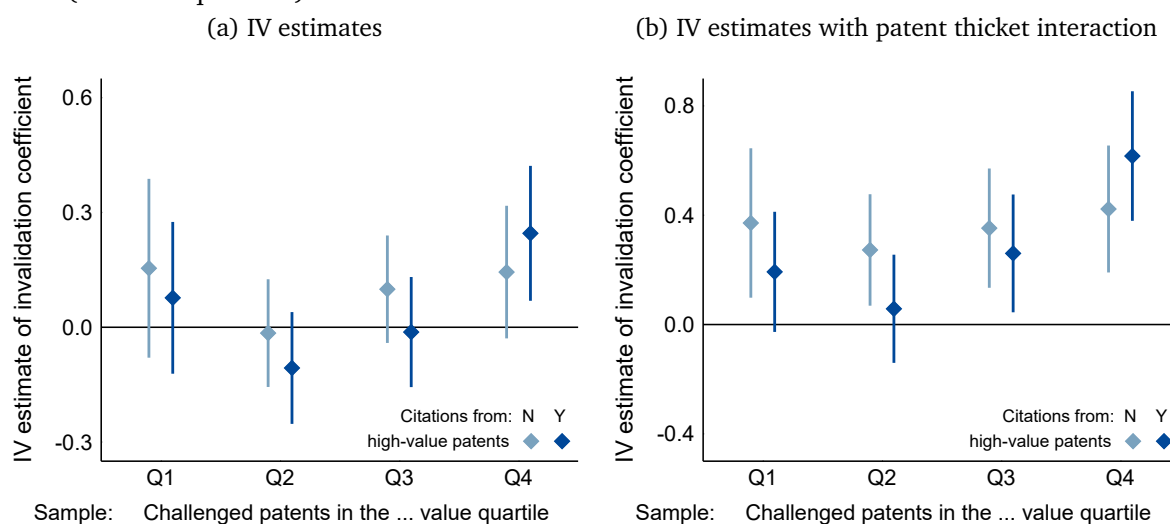 (a) IV estimates
(b) IV estimates with patent thicket interaction
IV estimate of invalidation coefficient
0.6
0.3
0.0
-0.3
Citations from: N Y
high-value patents
Q1 Q2 Q3 Q4
Sample: Challenged patents in the ... value quartile
IV estimate of invalidation coefficient
0.8
0.4
0.0
-0.4
Citations from: N Y
high-value patents
Q1 Q2 Q3 Q4
Sample: Challenged patents in the ... value quartile